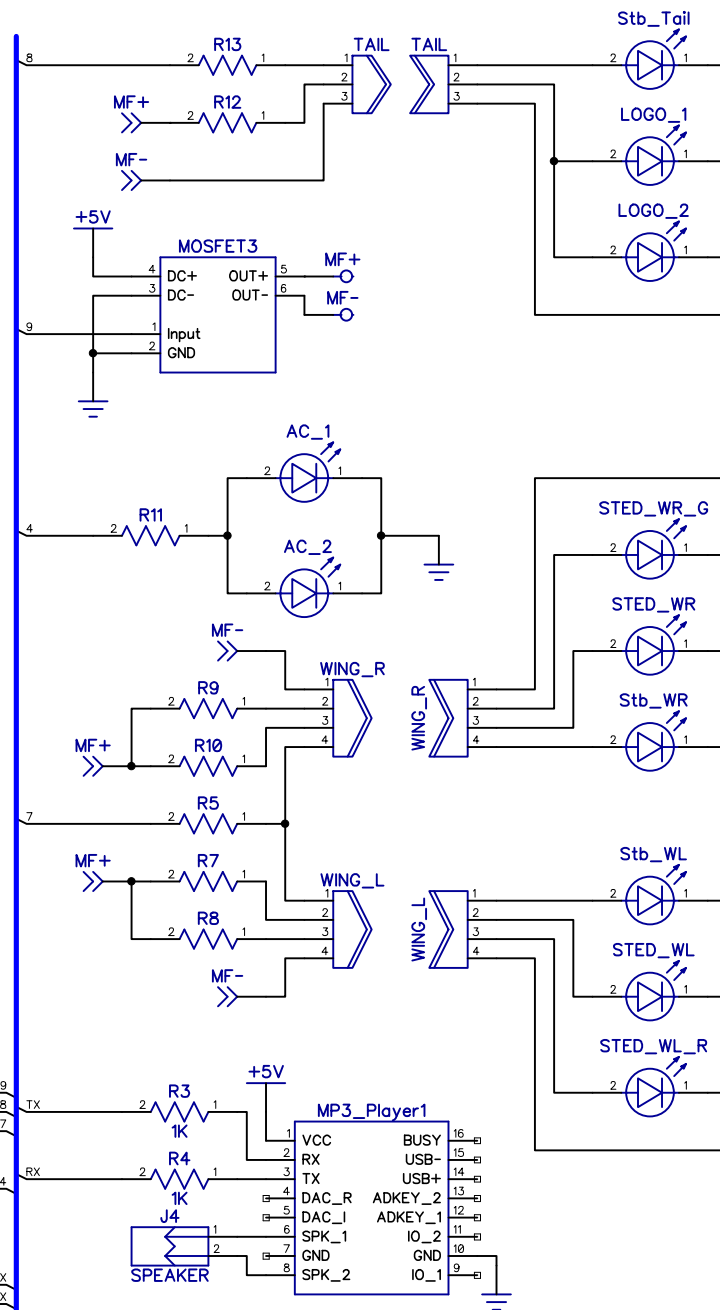 Stb_Tail
R13 TAIL TAIL
8 2 1 1 1 2 1
2 2
MF+ R12 3 3
2 1 LOGO_1
MF-
2 1
LOGO_2
+5V
MOSFET3
2 1
4 DC+ OUT+ 5 MF+
3 DC- OUT- 6 MF-
9 1 Input
2 GND
AC_1
2 1
STED_WR_G
4 2 R11 1
AC_2 2 1
2 1
STED_WR
MF-
WING_R 2 1
R9 1 1
2 1 2 2 Stb_WR
R10 3 3
MF+ 4 WING_R 4 2 1
2 1
R5
7 2 1
Stb_WL
MF+ R7 WING_L
2 1 1 1 2 1
2 2
R8 3 3
2 1 4 WING_L 4 STED_WL
MF- 2 1
STED_WL_R
+5V
9 2 1
8 TX 2 R3 1 MP3_Player1
7 1K
1 VCC BUSY 16
2 RX USB- 15
4 RX 2 R4 1 3 TX USB+ 14
1K 4 DAC_R ADKEY_2 13
J4 5 DAC_I ADKEY_1 12
1 6 SPK_1 IO_2 11
2 7 GND GND 10
SPEAKER 8 SPK_2 IO_1 9
X
X